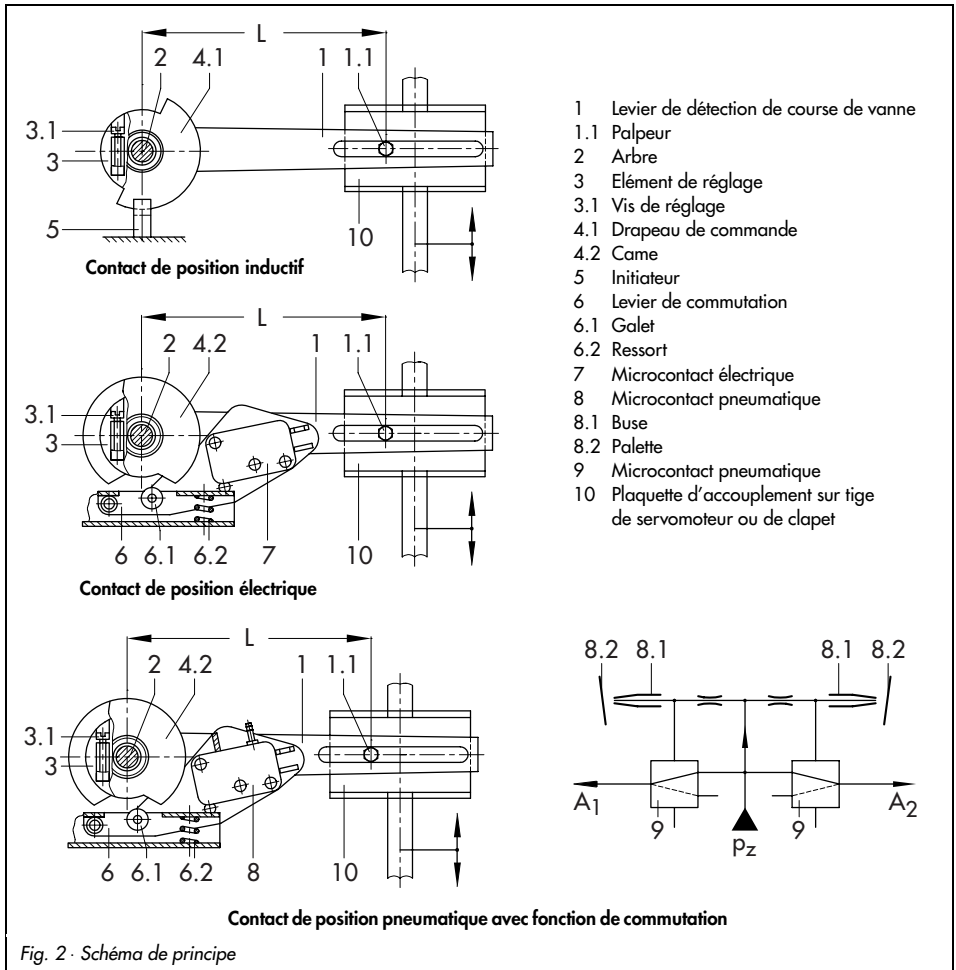 L
2 4.1 1 1.1
3.1
3
5
10
Contact de position inductif
L
2 4.2 1 1.1
3.1
3
6 6.1 6.2 7 10
Contact de position électrique
L
2 4.2 1 1.1
3.1
3
6 6.1 6.2 8 10
1 Levier de détection de course de vanne
1.1 Palpeur
2 Arbre
3 Elément de réglage
3.1 Vis de réglage
4.1 Drapeau de commande
4.2 Came
5 Initiateur
6 Levier de commutation
6.1 Galet
6.2 Ressort
7 Microcontact électrique
8 Microcontact pneumatique
8.1 Buse
8.2 Palette
9 Microcontact pneumatique
10 Plaquette d'accouplement sur tige
de servomoteur ou de clapet
8.2 8.1 8.1 8.2
A1 A2
9 9
pz
Contact de position pneumatique avec fonction de commutation
Fig. 2 · Schéma de principe